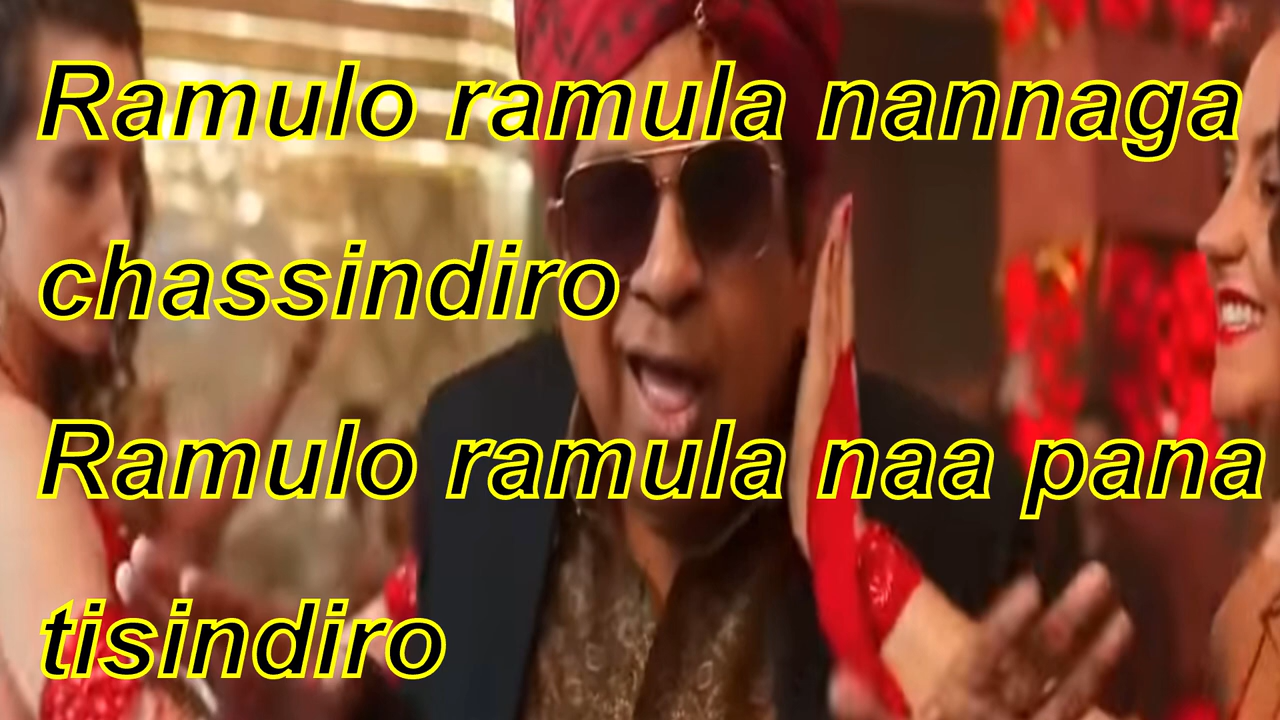 Ramulo ramula nannaga
chassindiro
Ramulo ramula naa pana
tisindiro